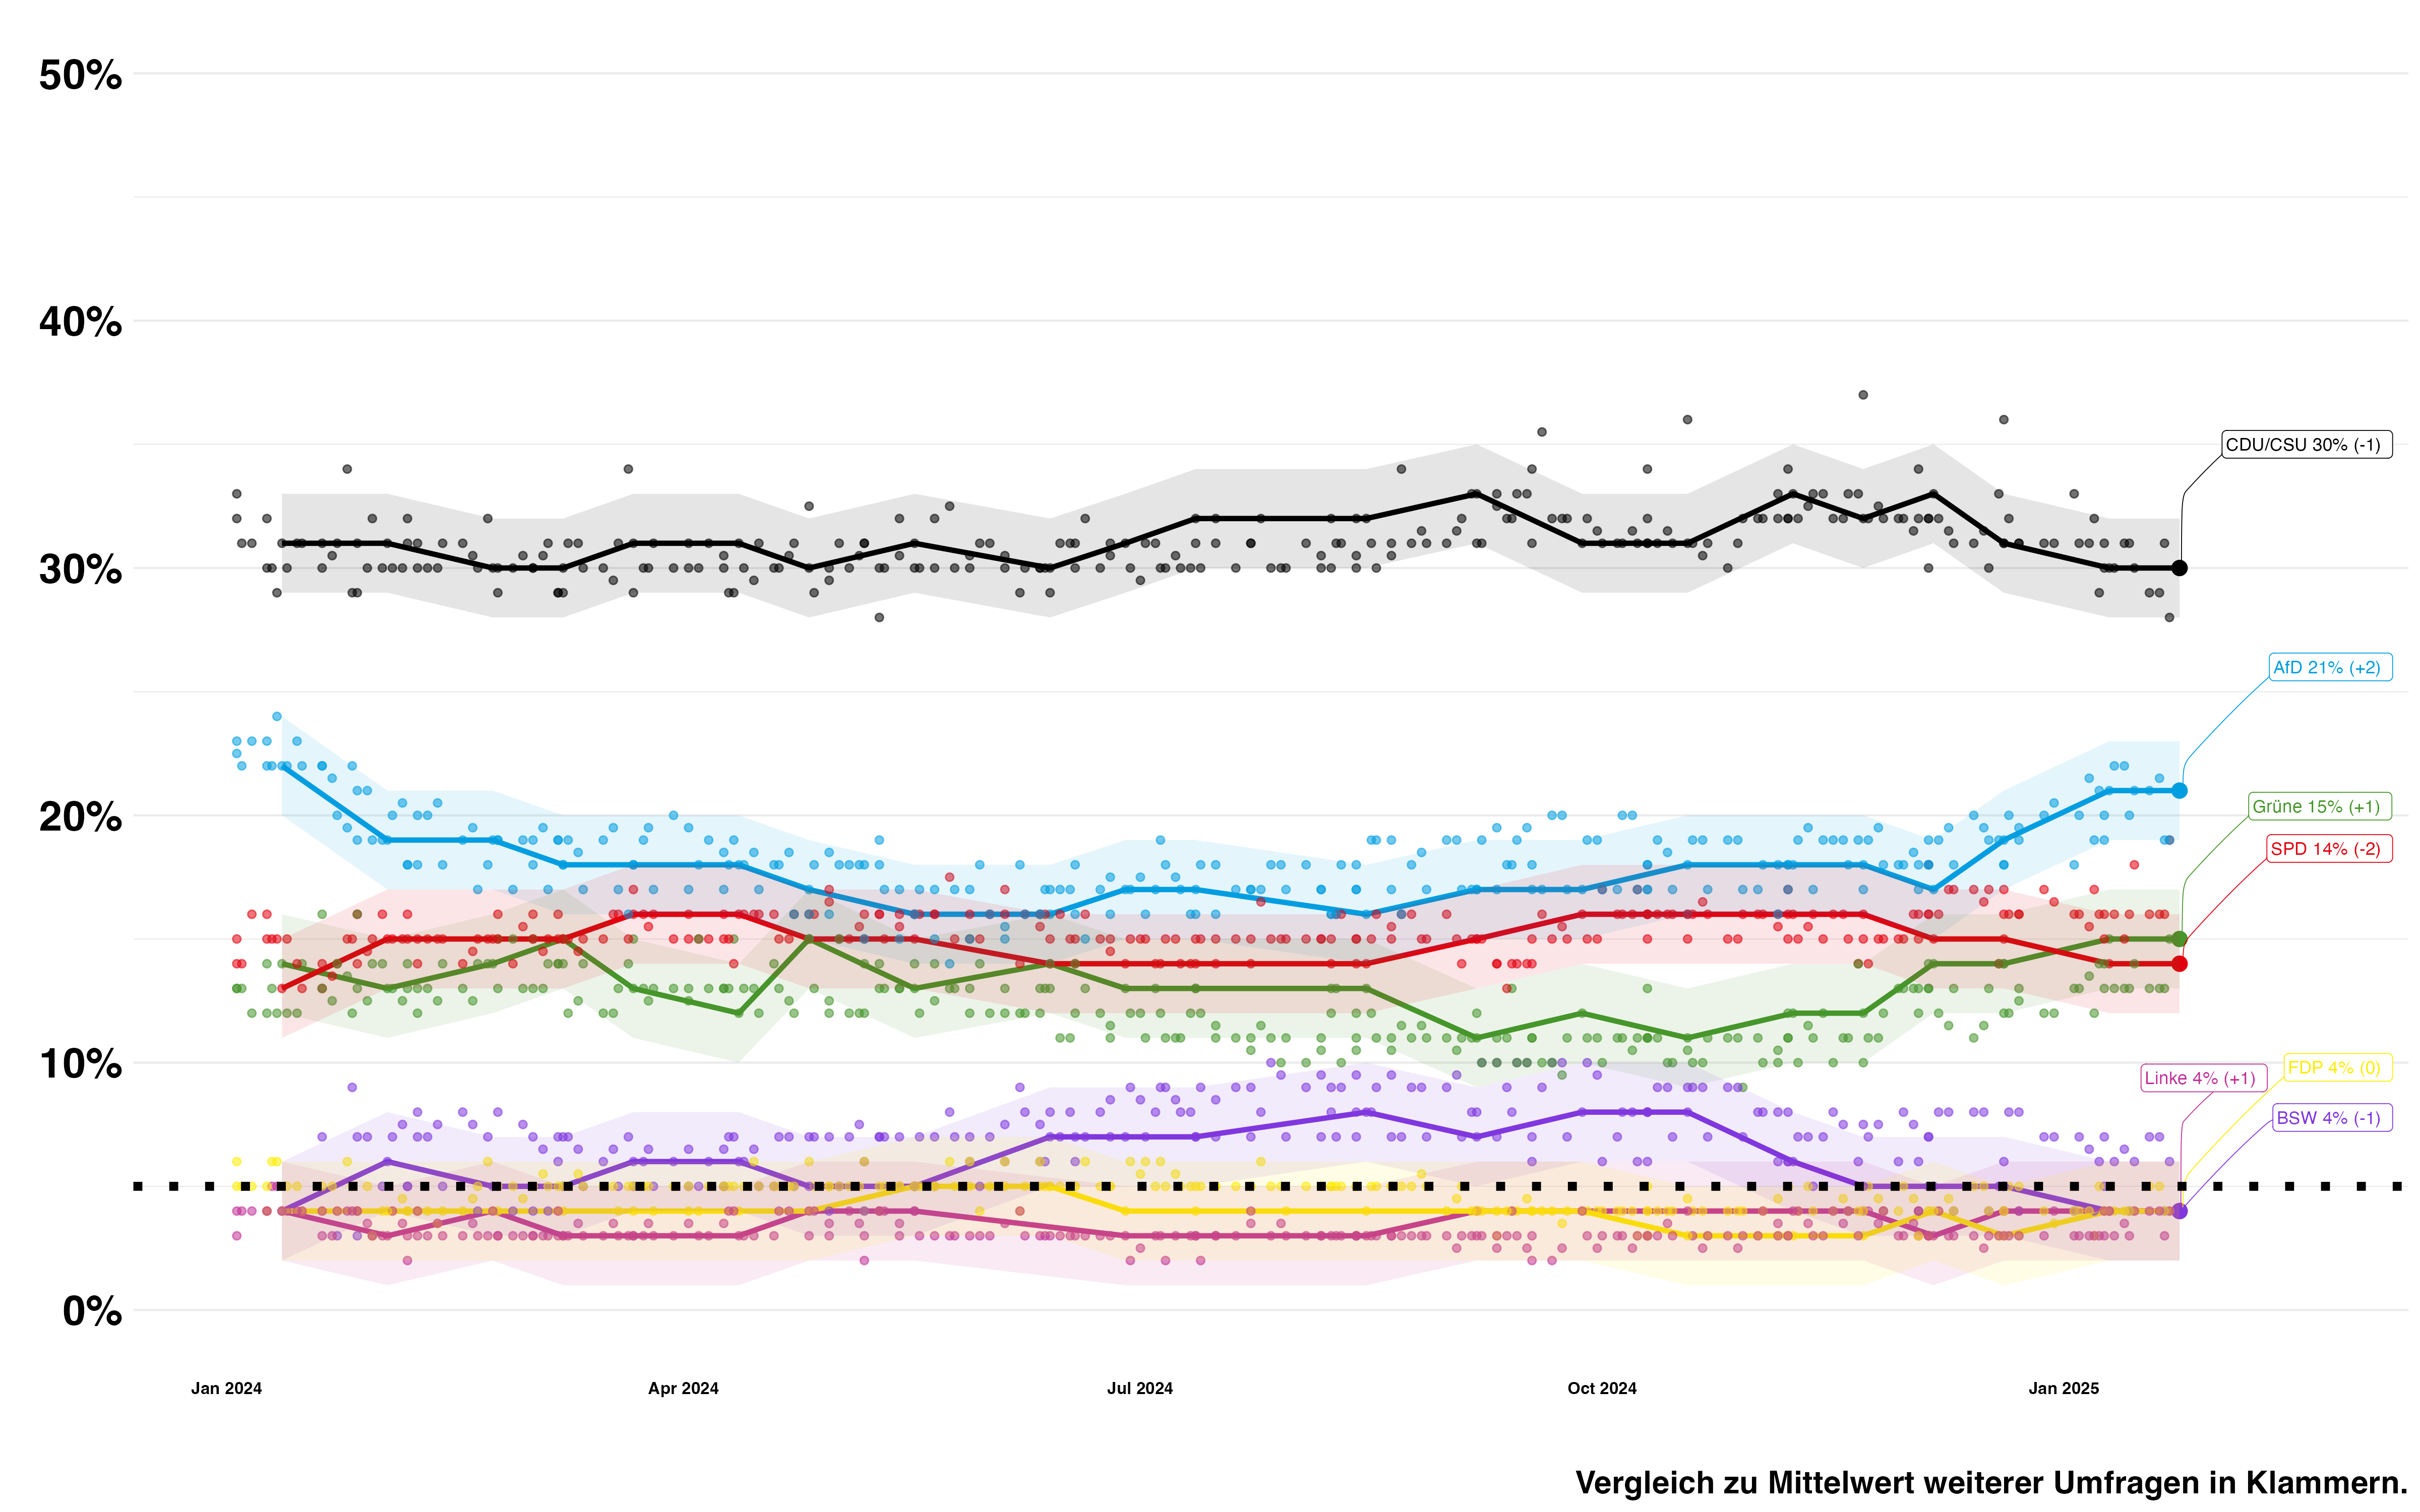 50%
40%
30%
20%
10%
0%
CDU/CSU 30% (-1)
AfD 21% (+2)
Grüne 15% (+1)
SPD 14% (-2)
FDP 4% (0)
Linke 4% (+1)
BSW 4% (-1)
Jan 2024
Apr 2024
Jul 2024
Oct 2024
Jan 2025
Vergleich zu Mittelwert weiterer Umfragen in Klammern.